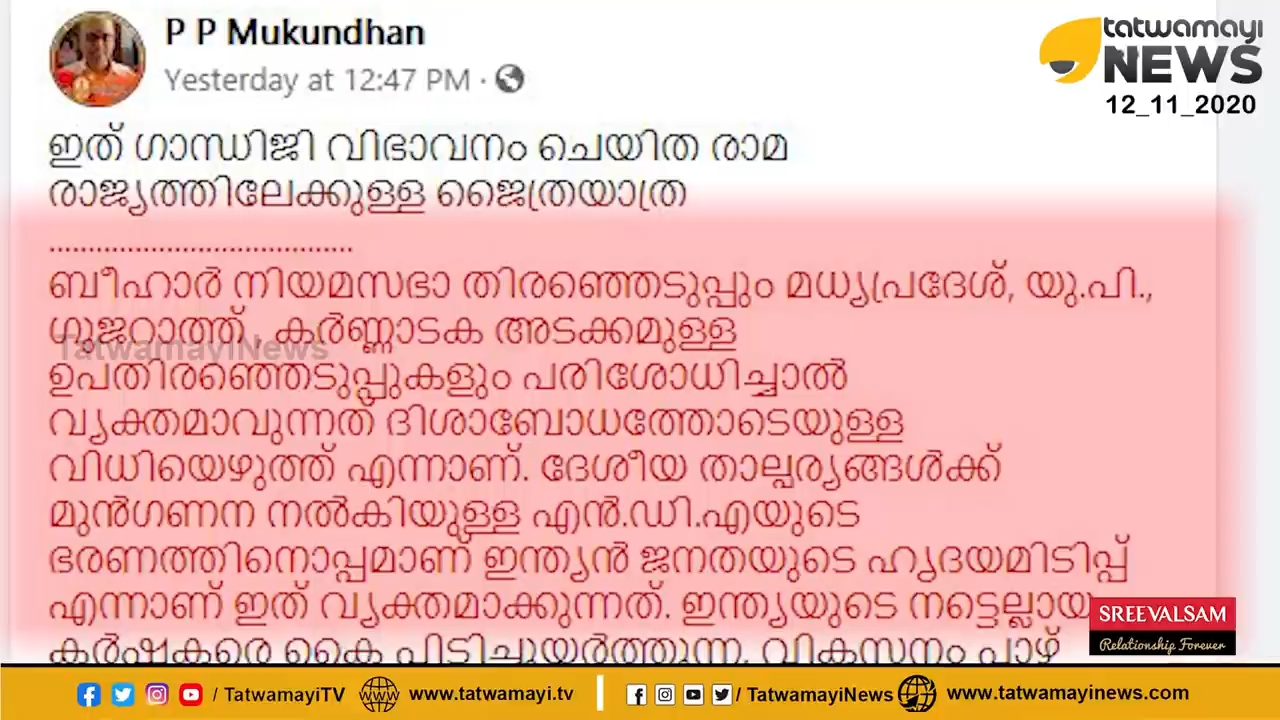 P P Mukundhan
Yesterday at 12:47 PM ·
tatwamayi
NEWS
12_11_2020
ഇത് ഗാന്ധിജി വിഭാവനം ചെയിത രാമ
രാജ്യത്തിലേക്കുള്ള ജൈത്രയാത്ര
.......................................
ബീഹാർ നിയമസഭാ തിരഞ്ഞെടുപ്പും മധ്യപ്രദേശ്, യു.പി.,
ഗുജറാത്ത് , കർണ്ണാടക അടക്കമുള്ള
TatwamayiNews
ഉപതിരഞ്ഞെടുപ്പുകളും പരിശോധിച്ചാൽ
വ്യക്തമാവുന്നത് ദിശാബോധത്തോടെയുള്ള
വിധിയെഴുത്ത് എന്നാണ്. ദേശീയ താല്പര്യങ്ങൾക്ക്
മുൻഗണന നൽകിയുള്ള എൻ.ഡി.എയുടെ
ഭരണത്തിനൊപ്പമാണ് ഇന്ത്യൻ ജനതയുടെ ഹൃദയമിടിപ്പ്
എന്നാണ് ഇത് വ്യക്തമാക്കുന്നത്. ഇന്ത്യയുടെ നട്ടെല്ലായ
കർഷകരെ കൈ പിടിച്ചുയർത്തുന്ന, വികസനം പാഴ്
SREEVALSAM
Relationship Forever
/ TatwamayiTV www.tatwamayi.tv / TatwamayiNews www.tatwamayinews.com